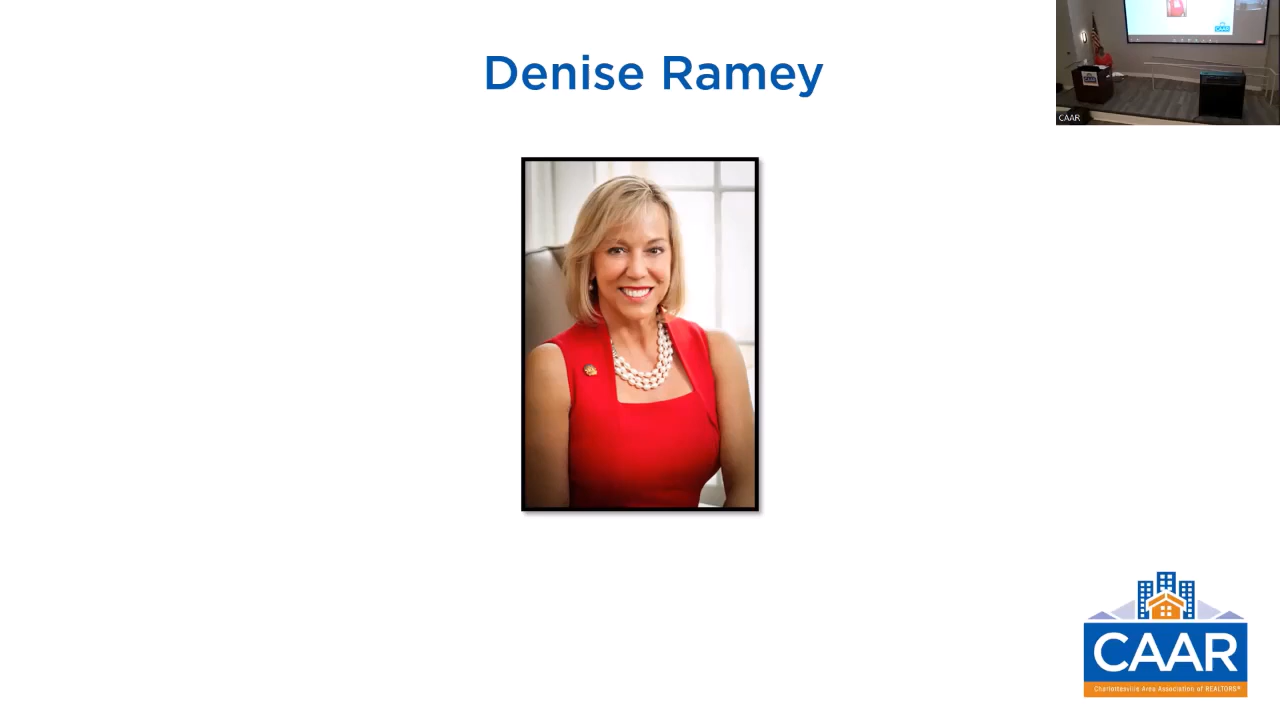 Denise Ramey
CAAR
CAAR
Charlottesville Area Association of REALTORS®